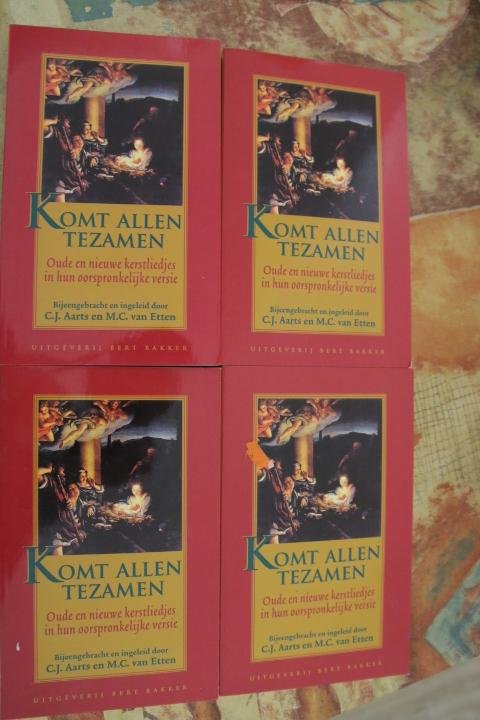 KOMT ALLEN
TEZAMEN
Oude en nieuwe kerstliedjes
in hun oorspronkelijke versie
Bijeengebracht en ingeleid door
C.J. Aarts en M.C. van Etten
UITGEVERIJ BERT BAKKER
KOMT ALLEN
TEZAMEN
Oude en nieuwe kerstliedjes
in hun oorspronkelijke versie
Bijeengebracht en ingeleid door
C.J. Aarts en M.C. van Etten
UITGEVERIJ BERT BAKKER
KOMT ALLEN
TEZAMEN
Oude en nieuwe kerstliedjes
in hun oorspronkelijke versie
Bijeengebracht en ingeleid door
C.J. Aarts en M.C. van Etten
UITGEVERIJ BERT BAKKER
KOMT ALLEN
TEZAMEN
Oude en nieuwe kerstliedjes
in hun oorspronkelijke versie
Bijeengebracht en ingeleid door
C.J. Aarts en M.C. van Etten
UITGEVERIJ BERT BAKKER